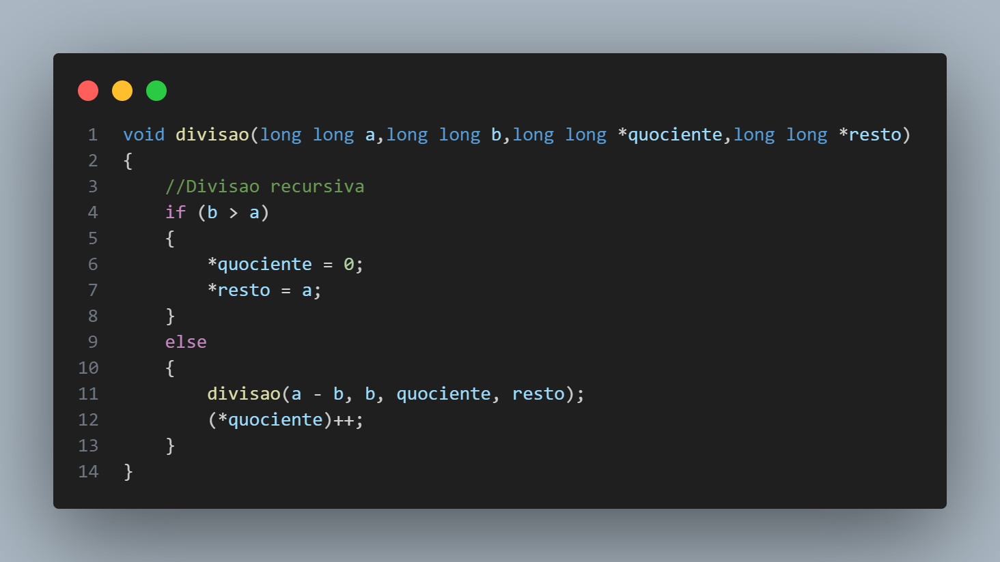 1 void divisao(long long a,long long b,long long *quociente,long long *resto)
2 {
3     //Divisao recursiva
4     if (b > a)
5     {
6         *quociente = 0;
7         *resto = a;
8     }
9     else
10     {
11         divisao(a - b, b, quociente, resto);
12         (*quociente)++;
13     }
14 }